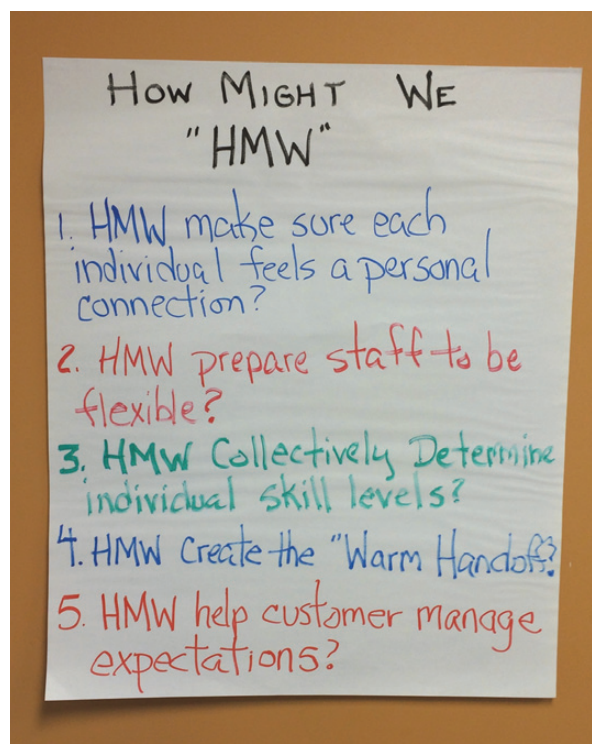 HOW MIGHT WE
"HMW"
1. HMW make sure each
individual feels a personal
connection?
2. HMW prepare staff to be
flexible?
3. HMW Collectively Determine
individual skill levels?
4. HMW Create the "Warm Handoff?
5. HMW help customer manage
expectations?